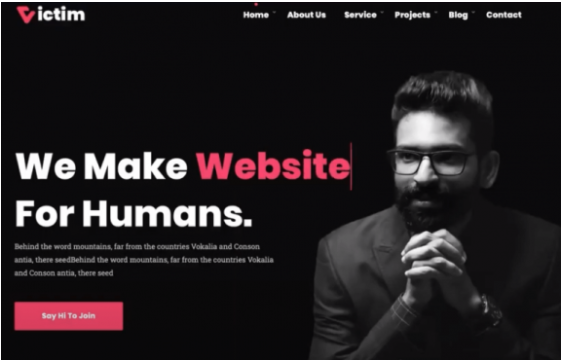 Victim
Home About Us Service Projects Blog Contact
We Make Website
For Humans.
Behind the word mountains, far from the countries Vokalia and Conson
antia, there seedBehind the word mountains, far from the countries Vokalia
and Conson antia, there seed
Say Hi To Join